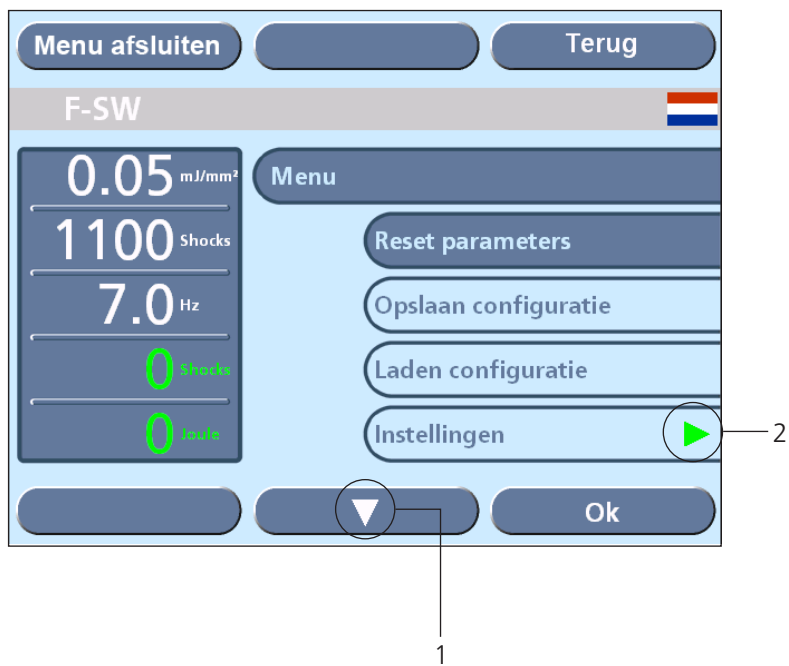 Menu afsluiten
Terug
F-SW
0.05 mJ/mm²
1100 Shocks
7.0 Hz
0 Shocks
0 Joule
Menu
Reset parameters
Opslaan configuratie
Laden configuratie
Instellingen
2
Ok
1